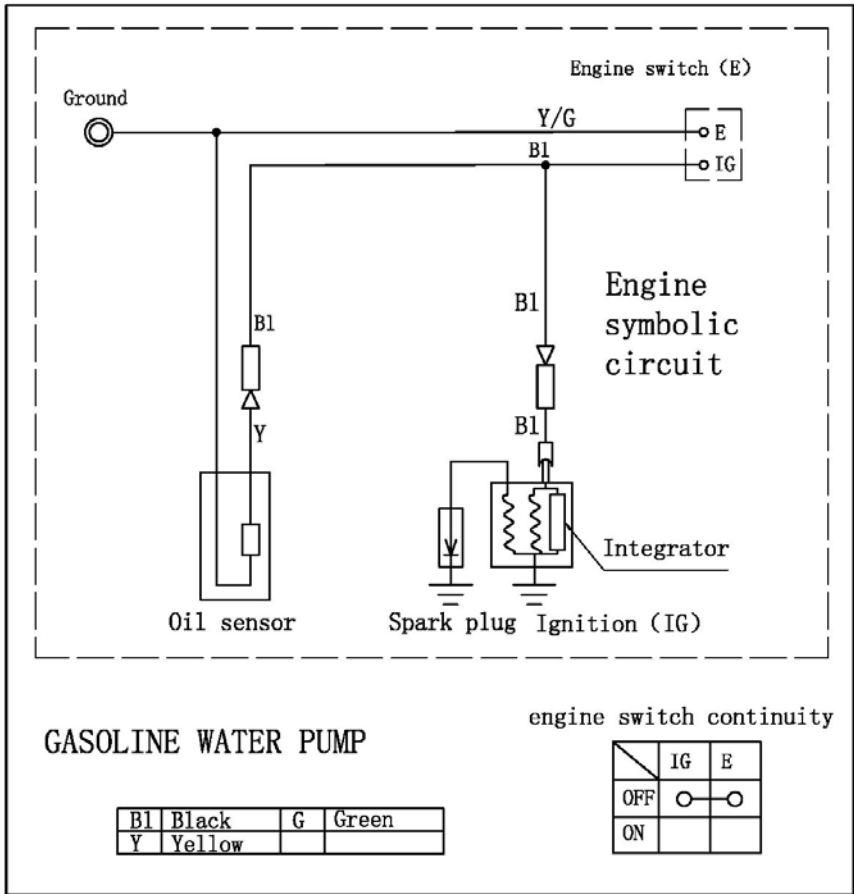 Engine switch (E)
Ground
Y/G
E
Bl
IG
Engine
symbolic
circuit
Bl
Bl
Y
Bl
Integrator
Oil sensor
Spark plug
Ignition (IG)
GASOLINE WATER PUMP
engine switch continuity
IG E
OFF
ON
Bl Black G Green
Y Yellow